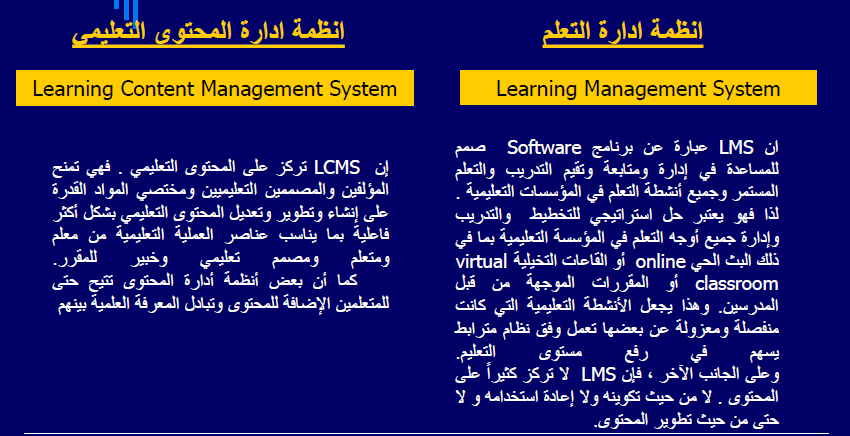 انظمة ادارة التعلم
Learning Management System
ان LMS عبارة عن برنامج Software صمم
للمساعدة في إدارة ومتابعة وتقيم التدريب والتعلم
المستمر وجميع أنشطة التعلم في المؤسسات التعليمية .
لذا فهو يعتبر حل استراتيجي للتخطيط والتدريب
وإدارة جميع أوجه التعلم في المؤسسة التعليمية بما في
ذلك البث الحي online أو القاعات التخيلية virtual
classroom أو المقررات الموجهة من قبل
المدرسين. وهذا يجعل الأنشطة التعليمية التي كانت
منفصلة ومعزولة عن بعضها تعمل وفق نظام مترابط
يسهم في رفع مستوى التعليم.
وعلى الجانب الآخر ، فإن LMS لا تركز كثيراً على
المحتوى . لا من حيث تكوينه ولا إعادة استخدامه و لا
حتى من حيث تطوير المحتوى.
انظمة ادارة المحتوى التعليمي
Learning Content Management System
إن LCMS تركز على المحتوى التعليمي . فهي تمنح
المؤلفين والمصممين التعليميين ومختصي المواد القدرة
على إنشاء وتطوير وتعديل المحتوى التعليمي بشكل أكثر
فاعلية بما يناسب عناصر العملية التعليمية من معلم
ومتعلم ومصمم تعليمي وخبير للمقرر.
كما أن بعض أنظمة أدارة المحتوى تتيح حتى
للمتعلمين الإضافة للمحتوى وتبادل المعرفة العلمية بينهم